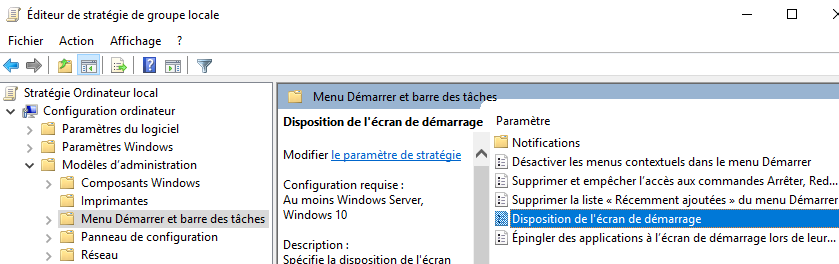 Éditeur de stratégie de groupe locale
Fichier Action Affichage ?
Stratégie Ordinateur local
Configuration ordinateur
Paramètres du logiciel
Paramètres Windows
Modèles d'administration
Composants Windows
Imprimantes
Menu Démarrer et barre des tâches
Panneau de configuration
Réseau
Menu Démarrer et barre des tâches
Disposition de l'écran de démarrage
Modifier le paramètre de stratégie
Configuration requise :
Au moins Windows Server,
Windows 10
Description :
Spécifie la disposition de l'écran
Paramètre
Notifications
Désactiver les menus contextuels dans le menu Démarrer
Supprimer et empêcher l'accès aux commandes Arrêter, Red...
Supprimer la liste « Récemment ajoutées » du menu Démarrer
Disposition de l'écran de démarrage
Épingler des applications à l'écran de démarrage lors de leur...